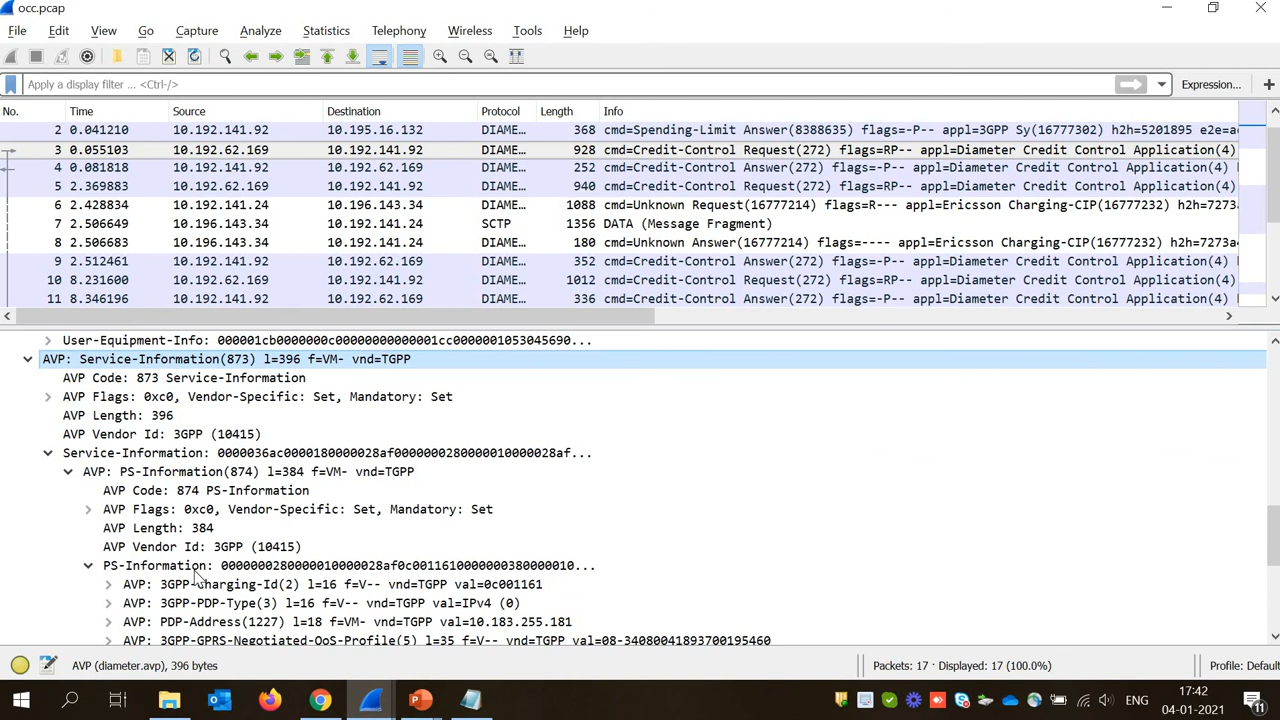 occ.pcap
File Edit View Go Capture Analyze Statistics Telephony Wireless Tools Help
Apply a display filter ... <Ctrl-/> Expression... +
No. Time Source Destination Protocol Length Info
2 0.041210 10.192.141.92 10.195.16.132 DIAME... 368 cmd=Spending-Limit Answer(8388635) flags=-P-- appl=3GPP Sy(16777302) h2h=5201895 e2e=a
3 0.055103 10.192.62.169 10.192.141.92 DIAME... 928 cmd=Credit-Control Request(272) flags=RP-- appl=Diameter Credit Control Application(4)
4 0.081818 10.192.141.92 10.192.62.169 DIAME... 252 cmd=Credit-Control Answer(272) flags=-P-- appl=Diameter Credit Control Application(4)
5 2.369883 10.192.62.169 10.192.141.92 DIAME... 940 cmd=Credit-Control Request(272) flags=RP-- appl=Diameter Credit Control Application(4)
6 2.428834 10.192.141.24 10.196.143.34 DIAME... 1088 cmd=Unknown Request(16777214) flags=R--- appl=Ericsson Charging-CIP(16777232) h2h=7273
7 2.506649 10.196.143.34 10.192.141.24 SCTP 1356 DATA (Message Fragment)
8 2.506683 10.196.143.34 10.192.141.24 DIAME... 180 cmd=Unknown Answer(16777214) flags=---- appl=Ericsson Charging-CIP(16777232) h2h=7273a
9 2.512461 10.192.141.92 10.192.62.169 DIAME... 352 cmd=Credit-Control Answer(272) flags=-P-- appl=Diameter Credit Control Application(4)
10 8.231600 10.192.62.169 10.192.141.92 DIAME... 1012 cmd=Credit-Control Request(272) flags=RP-- appl=Diameter Credit Control Application(4)
11 8.346196 10.192.141.92 10.192.62.169 DIAME... 336 cmd=Credit-Control Answer(272) flags=-P-- appl=Diameter Credit Control Application(4)
User-Equipment-Info: 000001cb0000000c00000000000001cc0000001053045690...
AVP: Service-Information(873) l=396 f=VM- vnd=TGPP
AVP Code: 873 Service-Information
AVP Flags: 0xc0, Vendor-Specific: Set, Mandatory: Set
AVP Length: 396
AVP Vendor Id: 3GPP (10415)
Service-Information: 0000036ac0000180000028af0000000280000010000028af...
AVP: PS-Information(874) l=384 f=VM- vnd=TGPP
AVP Code: 874 PS-Information
AVP Flags: 0xc0, Vendor-Specific: Set, Mandatory: Set
AVP Length: 384
AVP Vendor Id: 3GPP (10415)
PS-Information: 0000000280000010000028af0c0011610000000380000010...
AVP: 3GPP-Charging-Id(2) l=16 f=V-- vnd=TGPP val=0c001161
AVP: 3GPP-PDP-Type(3) l=16 f=V-- vnd=TGPP val=IPv4 (0)
AVP: PDP-Address(1227) l=18 f=VM- vnd=TGPP val=10.183.255.181
AVP: 3GPP-GPRS-Negotiated-QoS-Profile(5) l=35 f=V-- vnd=TGPP val=08-34080041893700195460
AVP (diameter.avp), 396 bytes Packets: 17 · Displayed: 17 (100.0%) Profile: Default
ENG 17:42
04-01-2021 11